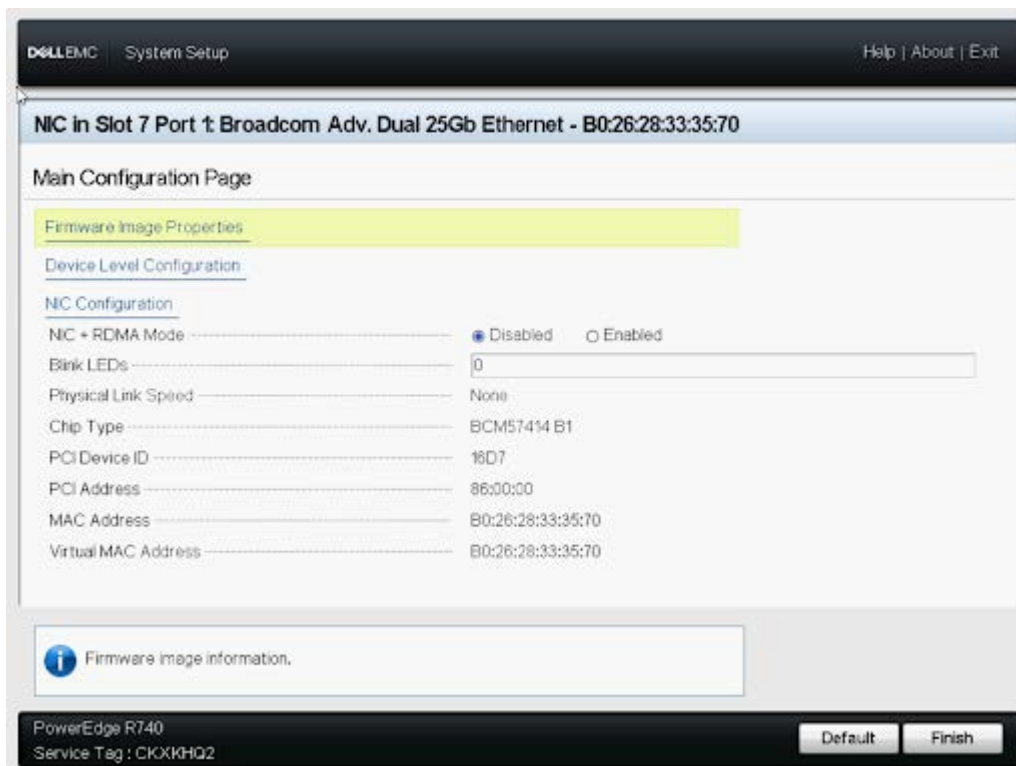 DELLEMC System Setup Help | About | Exit
NIC in Slot 7 Port 1: Broadcom Adv. Dual 25Gb Ethernet - B0:26:28:33:35:70
Main Configuration Page
Firmware Image Properties
Device Level Configuration
NIC Configuration
NIC + RDMA Mode Disabled Enabled
Blink LEDs 0
Physical Link Speed None
Chip Type BCM57414 B1
PCI Device ID 16D7
PCI Address 86:00:00
MAC Address B0:26:28:33:35:70
Virtual MAC Address B0:26:28:33:35:70
Firmware image information.
PowerEdge R740
Service Tag : CKXKHQ2
Default Finish